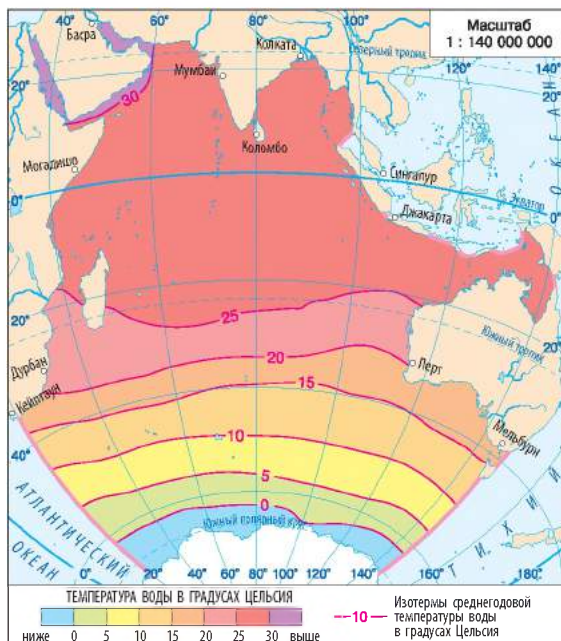 40° 60° 80° 100°
Масштаб
1 : 140 000 000
Басра
Колката
Северный тропик
20°
Мумбаи
120° 140°
20°
30
Коломбо
Могадишо
Сингапур
ОКЕАН
0°
Экватор
0°
Джакарта
20°
25
Южный тропик
20°
Дурбан
20
Перт
Кейптаун
15
Мельбурн
40°
10
5
АТЛАНТИЧЕСКИЙ
ОКЕАН
0
Южный полярный круг
ТИХИЙ
0° 20° 60° 80° 100° 120° 140° 160° 180°
ТЕМПЕРАТУРА ВОДЫ В ГРАДУСАХ ЦЕЛЬСИЯ
ниже 0 5 10 15 20 25 30 выше
10
Изотермы среднегодовой
температуры воды
в градусах Цельсия